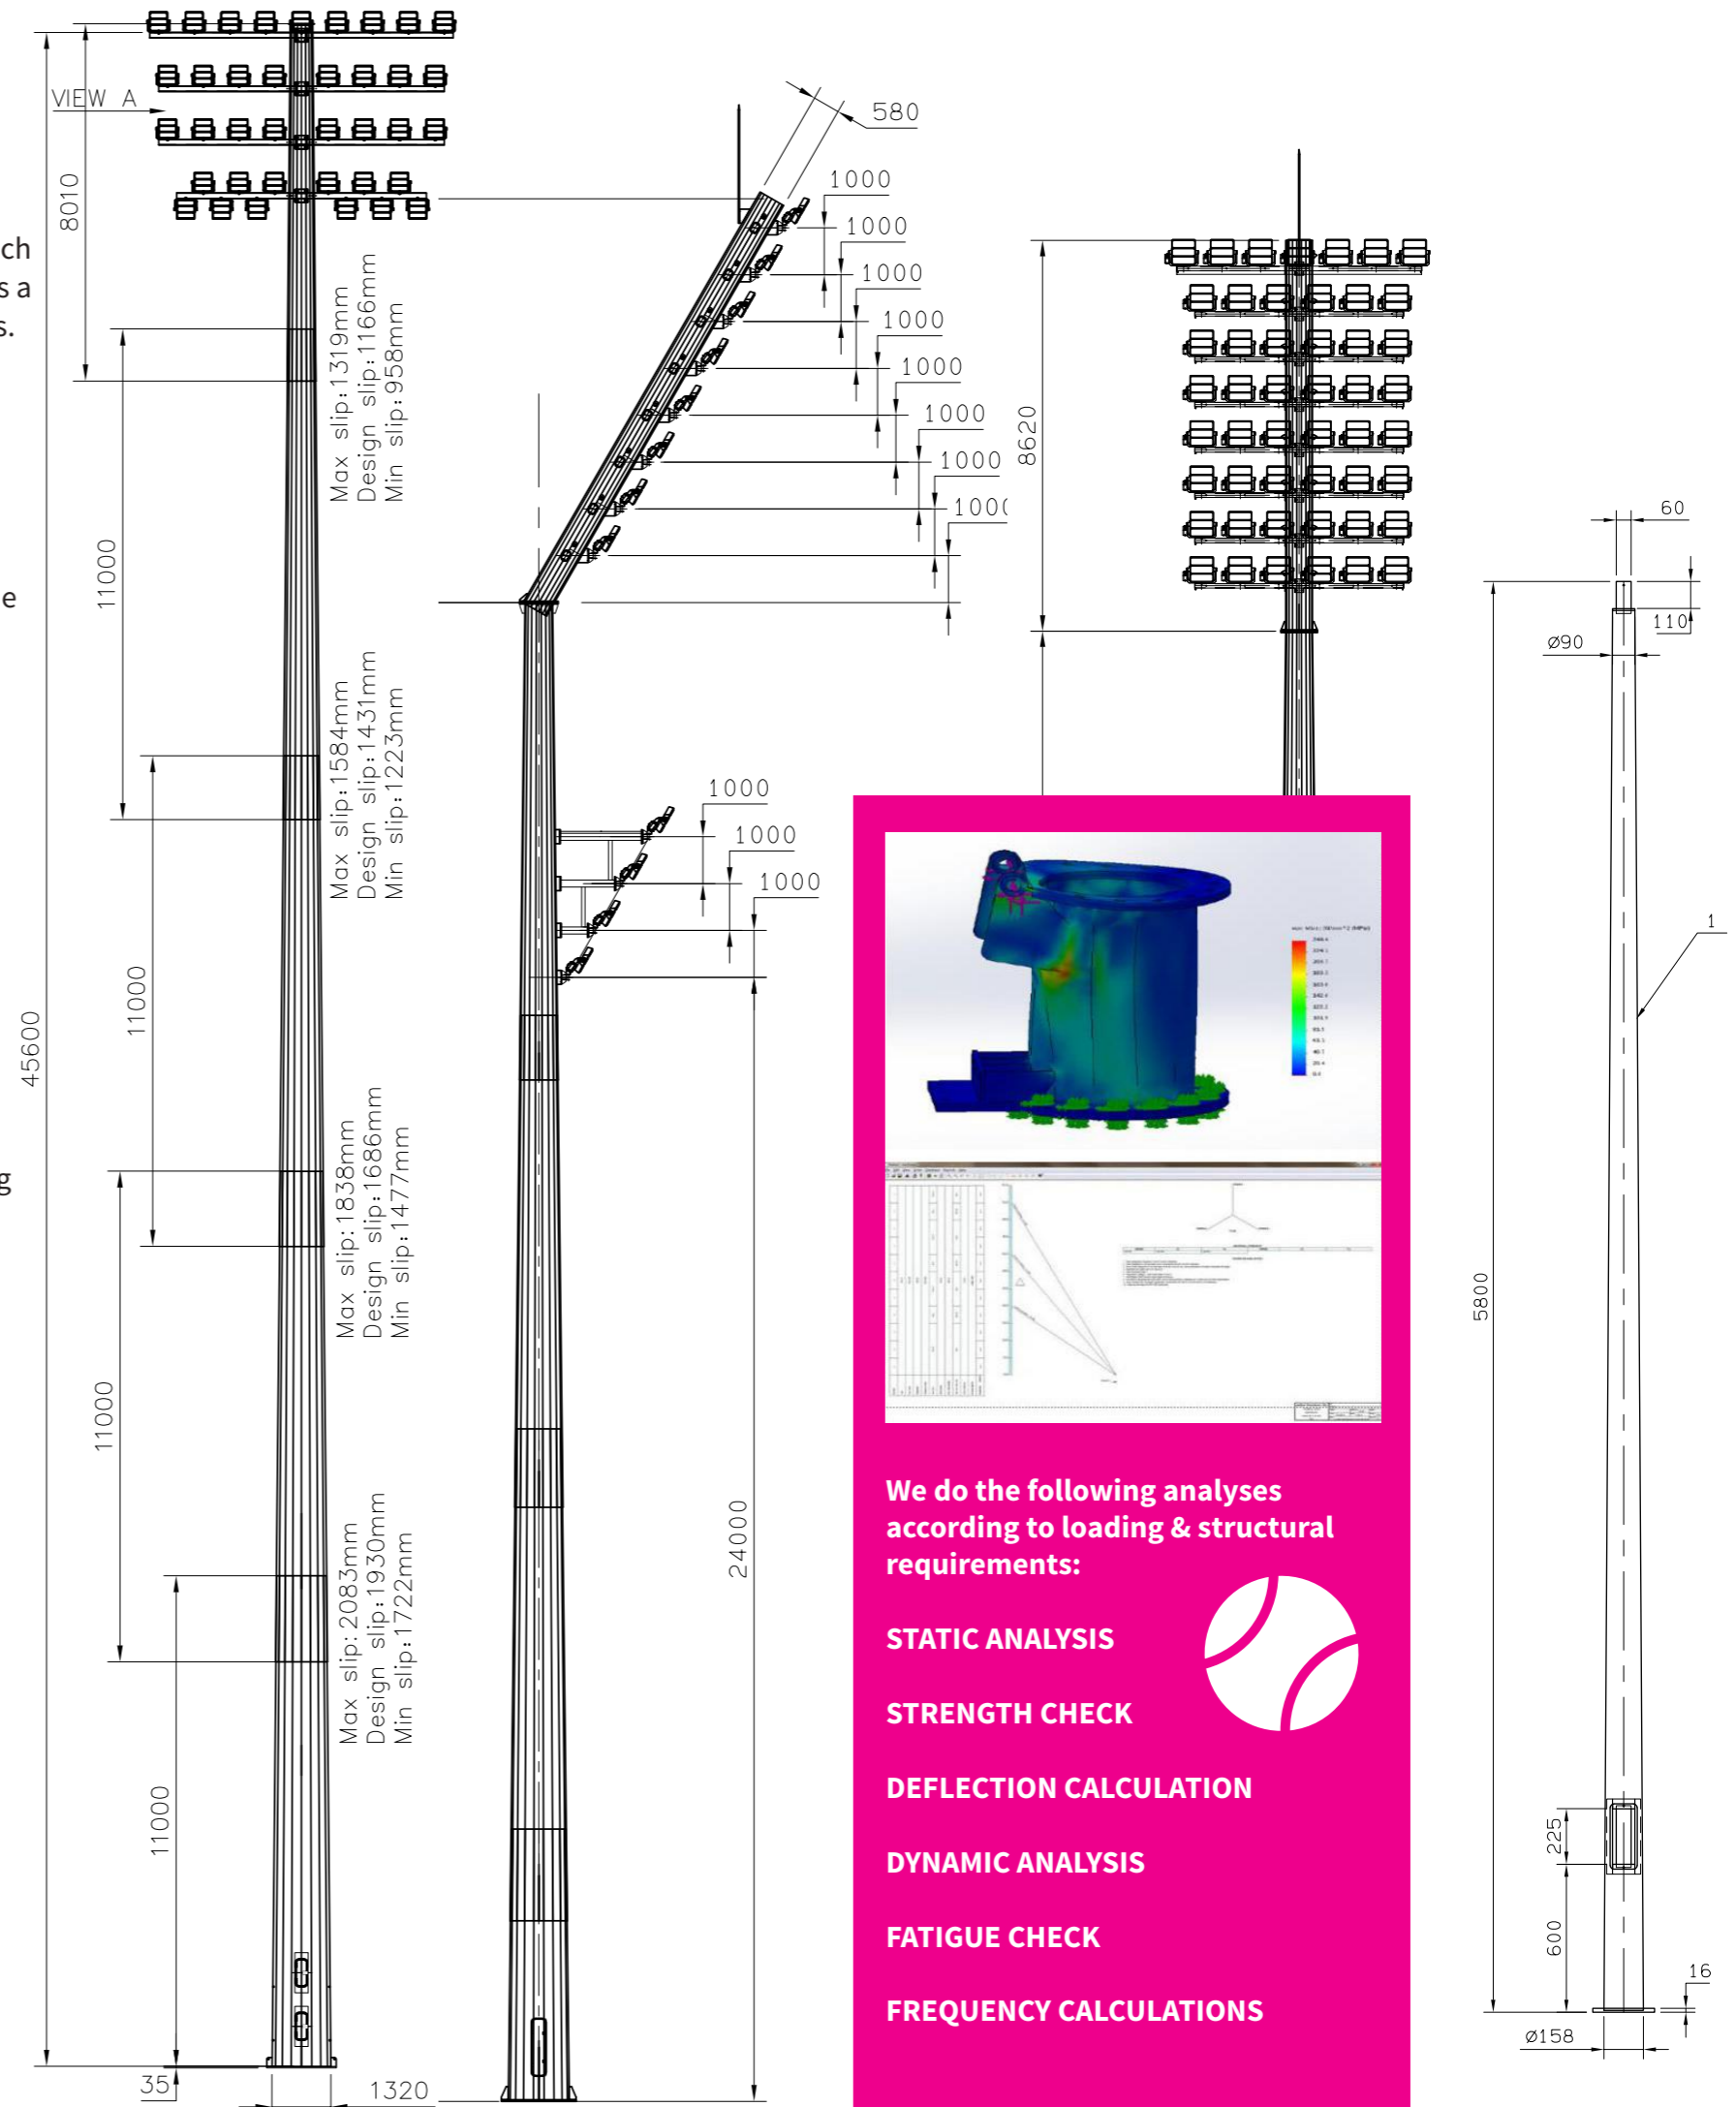 VIEW A
8010
11000
11000
11000
11000
45600
35
1320
Max slip:1319mm
Design slip:1166mm
Min slip:958mm
Max slip:1584mm
Design slip:1431mm
Min slip:1223mm
Max slip:1838mm
Design slip:1686mm
Min slip:1477mm
Max slip:2083mm
Design slip:1930mm
Min slip:1722mm
ch
s a
s.
e
g
580
1000
1000
1000
1000
1000
1000
1000
1000
1000
1000
1000
24000
8620
We do the following analyses
according to loading & structural
requirements:
STATIC ANALYSIS
STRENGTH CHECK
DEFLECTION CALCULATION
DYNAMIC ANALYSIS
FATIGUE CHECK
FREQUENCY CALCULATIONS
60
110
Ø90
1
5800
225
600
16
Ø158